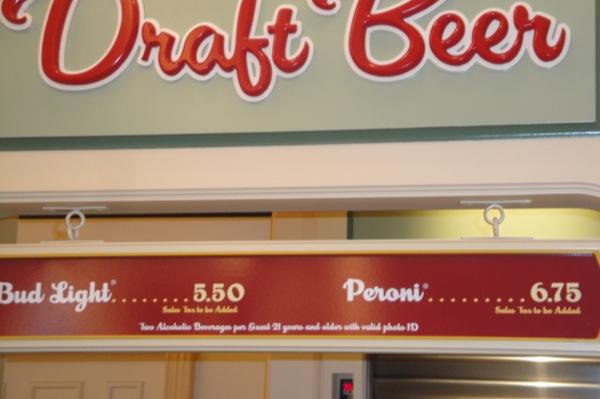 Draft Beer
Bud Light®........5.50
Sales Tax to be Added
Peroni®............6.75
Sales Tax to be Added
Two Alcoholic Beverages per Guest 21 years and older with valid photo ID